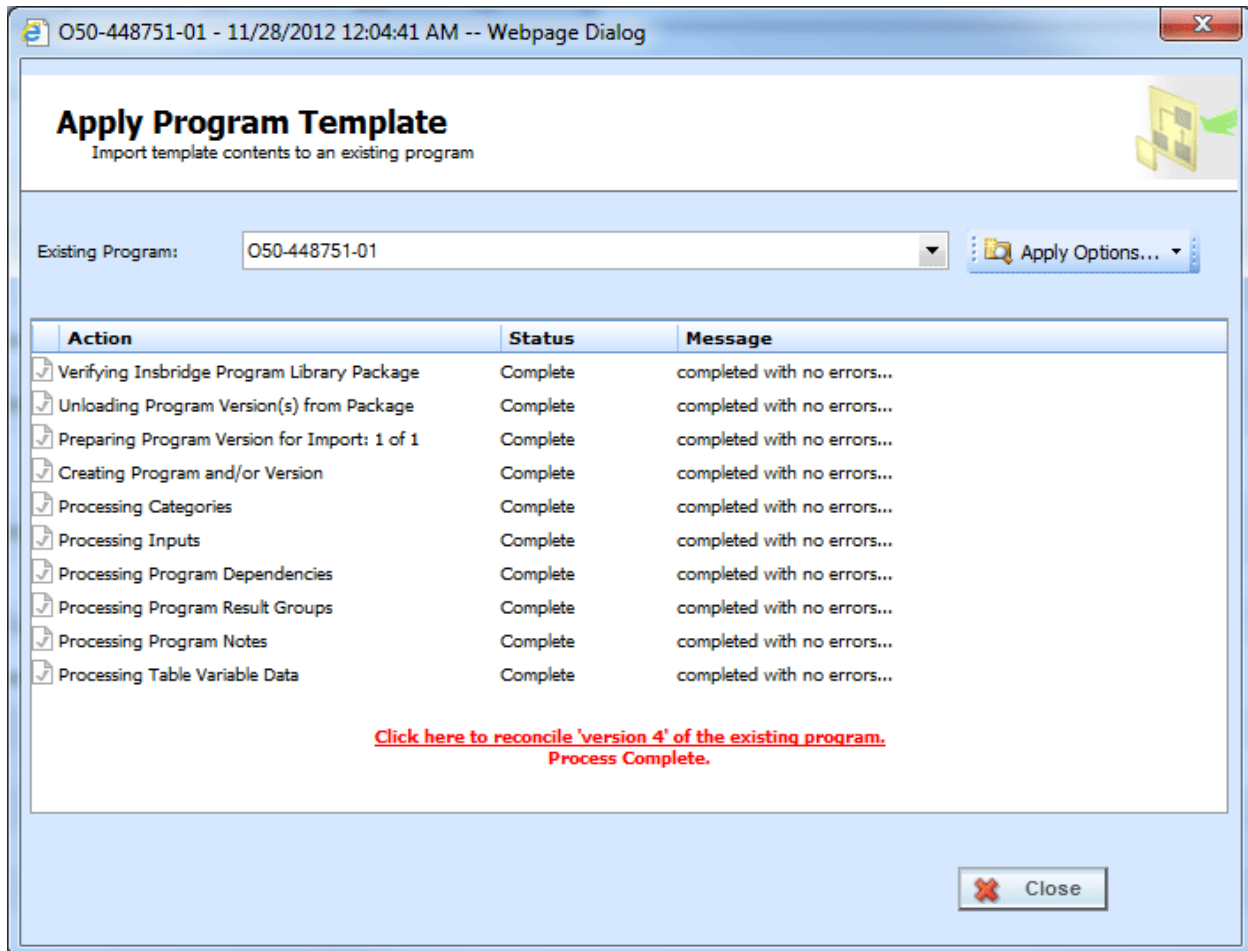 O50-448751-01 - 11/28/2012 12:04:41 AM -- Webpage Dialog
Apply Program Template
Import template contents to an existing program
Existing Program: O50-448751-01 Apply Options...
Action Status Message
Verifying Insbridge Program Library Package Complete completed with no errors...
Unloading Program Version(s) from Package Complete completed with no errors...
Preparing Program Version for Import: 1 of 1 Complete completed with no errors...
Creating Program and/or Version Complete completed with no errors...
Processing Categories Complete completed with no errors...
Processing Inputs Complete completed with no errors...
Processing Program Dependencies Complete completed with no errors...
Processing Program Result Groups Complete completed with no errors...
Processing Program Notes Complete completed with no errors...
Processing Table Variable Data Complete completed with no errors...
Click here to reconcile 'version 4' of the existing program.
Process Complete.
Close